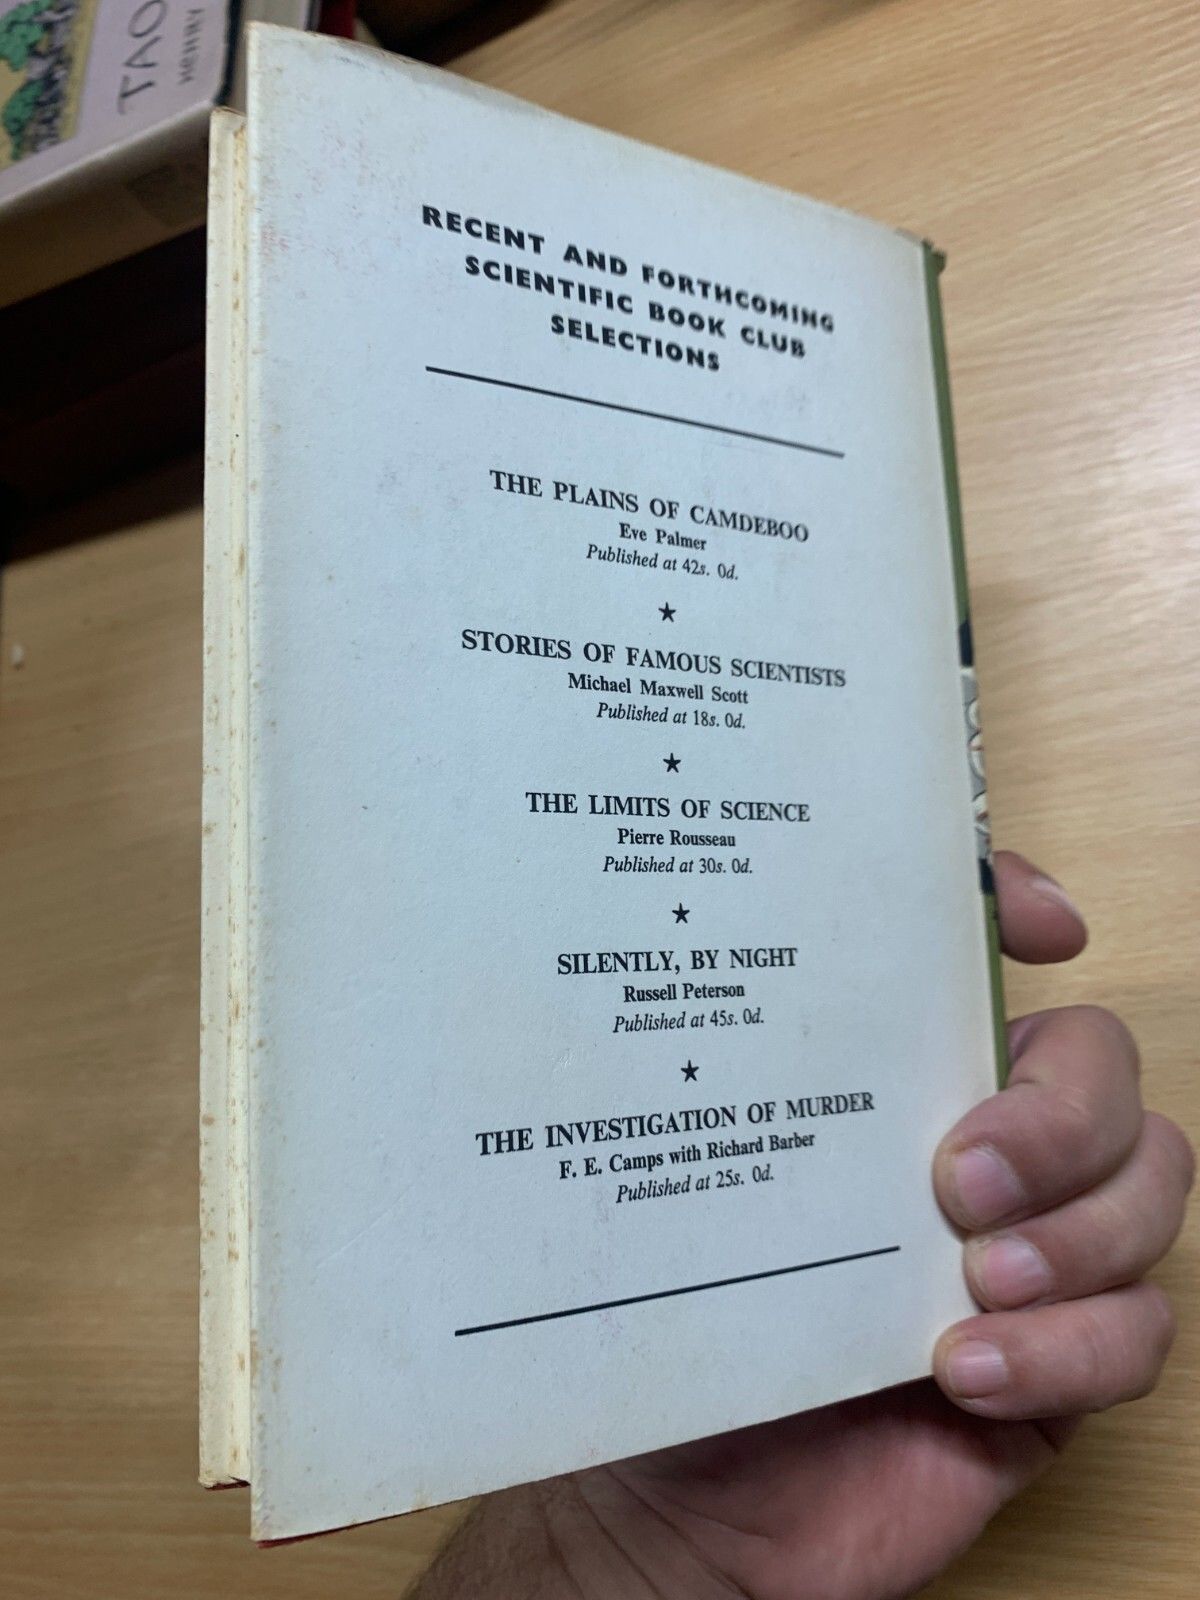 TAO
HENRY
RECENT AND FORTHCOMING
SCIENTIFIC BOOK CLUB
SELECTIONS
THE PLAINS OF CAMDEBOO
Eve Palmer
Published at 42s. 0d.
STORIES OF FAMOUS SCIENTISTS
Michael Maxwell Scott
Published at 18s. 0d.
THE LIMITS OF SCIENCE
Pierre Rousseau
Published at 30s. 0d.
SILENTLY, BY NIGHT
Russell Peterson
Published at 45s. 0d.
THE INVESTIGATION OF MURDER
F. E. Camps with Richard Barber
Published at 25s. 0d.